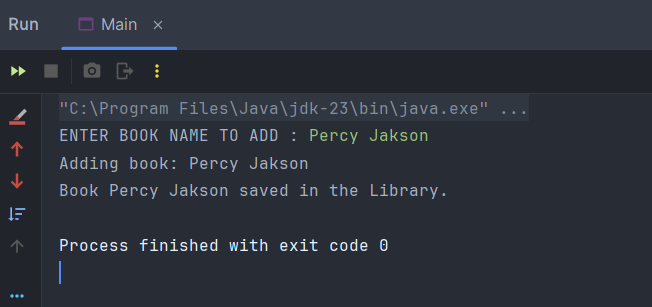 Run Main
"C:\Program Files\Java\jdk-23\bin\java.exe" ...
ENTER BOOK NAME TO ADD : Percy Jakson
Adding book: Percy Jakson
Book Percy Jakson saved in the Library.
Process finished with exit code 0